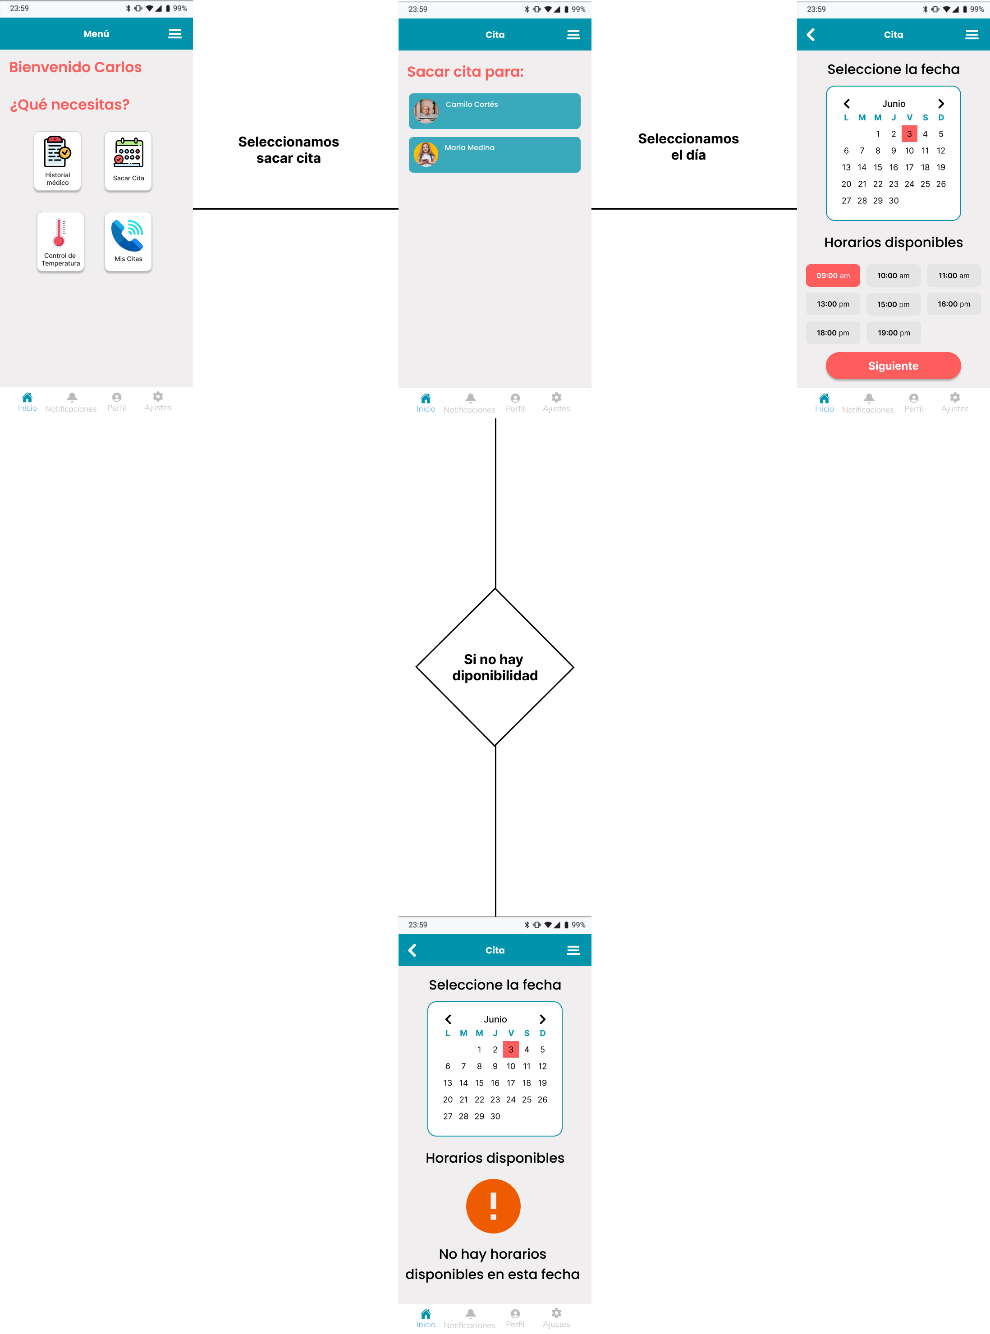 23:59
99%
Menú
Bienvenido Carlos
¿Qué necesitas?
Historial
médico
Sacar Cita
Control de
Temperatura
Mis Citas
Inicio
Notificaciones
Perfil
Ajustes
Seleccionamos
sacar cita
23:59
99%
Cita
Sacar cita para:
Camilo Cortés
María Medina
Inicio
Notificaciones
Perfil
Ajustes
Seleccionamos
el día
23:59
99%
Cita
Seleccione la fecha
Junio
L M M J V S D
1 2 3 4 5
6 7 8 9 10 11 12
13 14 15 16 17 18 19
20 21 22 23 24 25 26
27 28 29 30
Horarios disponibles
09:00 am 10:00 am 11:00 am
13:00 pm 15:00 pm 16:00 pm
18:00 pm 19:00 pm
Siguiente
Inicio
Notificaciones
Perfil
Ajustes
Si no hay
diponibilidad
23:59
99%
Cita
Seleccione la fecha
Junio
L M M J V S D
1 2 3 4 5
6 7 8 9 10 11 12
13 14 15 16 17 18 19
20 21 22 23 24 25 26
27 28 29 30
Horarios disponibles
!
No hay horarios
disponibles en esta fecha
Inicio
Notificaciones
Perfil
Ajustes